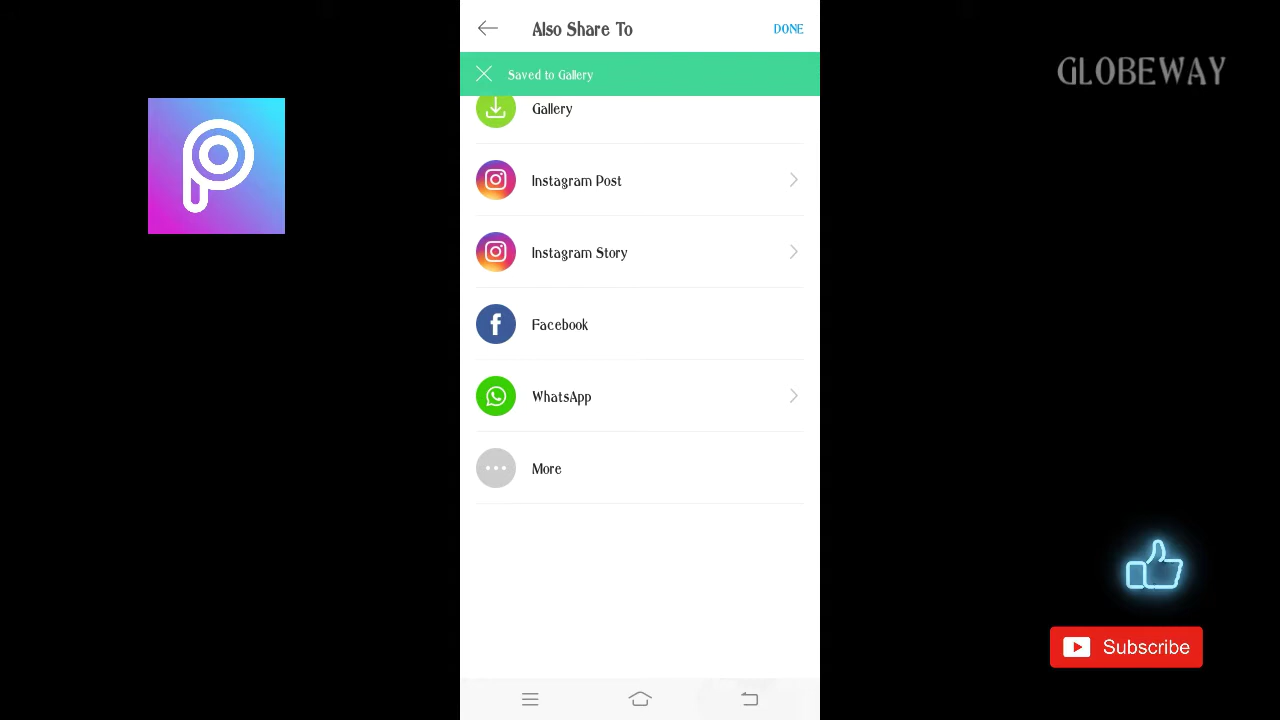 Also Share To
DONE
Saved to Gallery
GLOBEWAY
Gallery
Instagram Post
Instagram Story
Facebook
WhatsApp
More
Subscribe